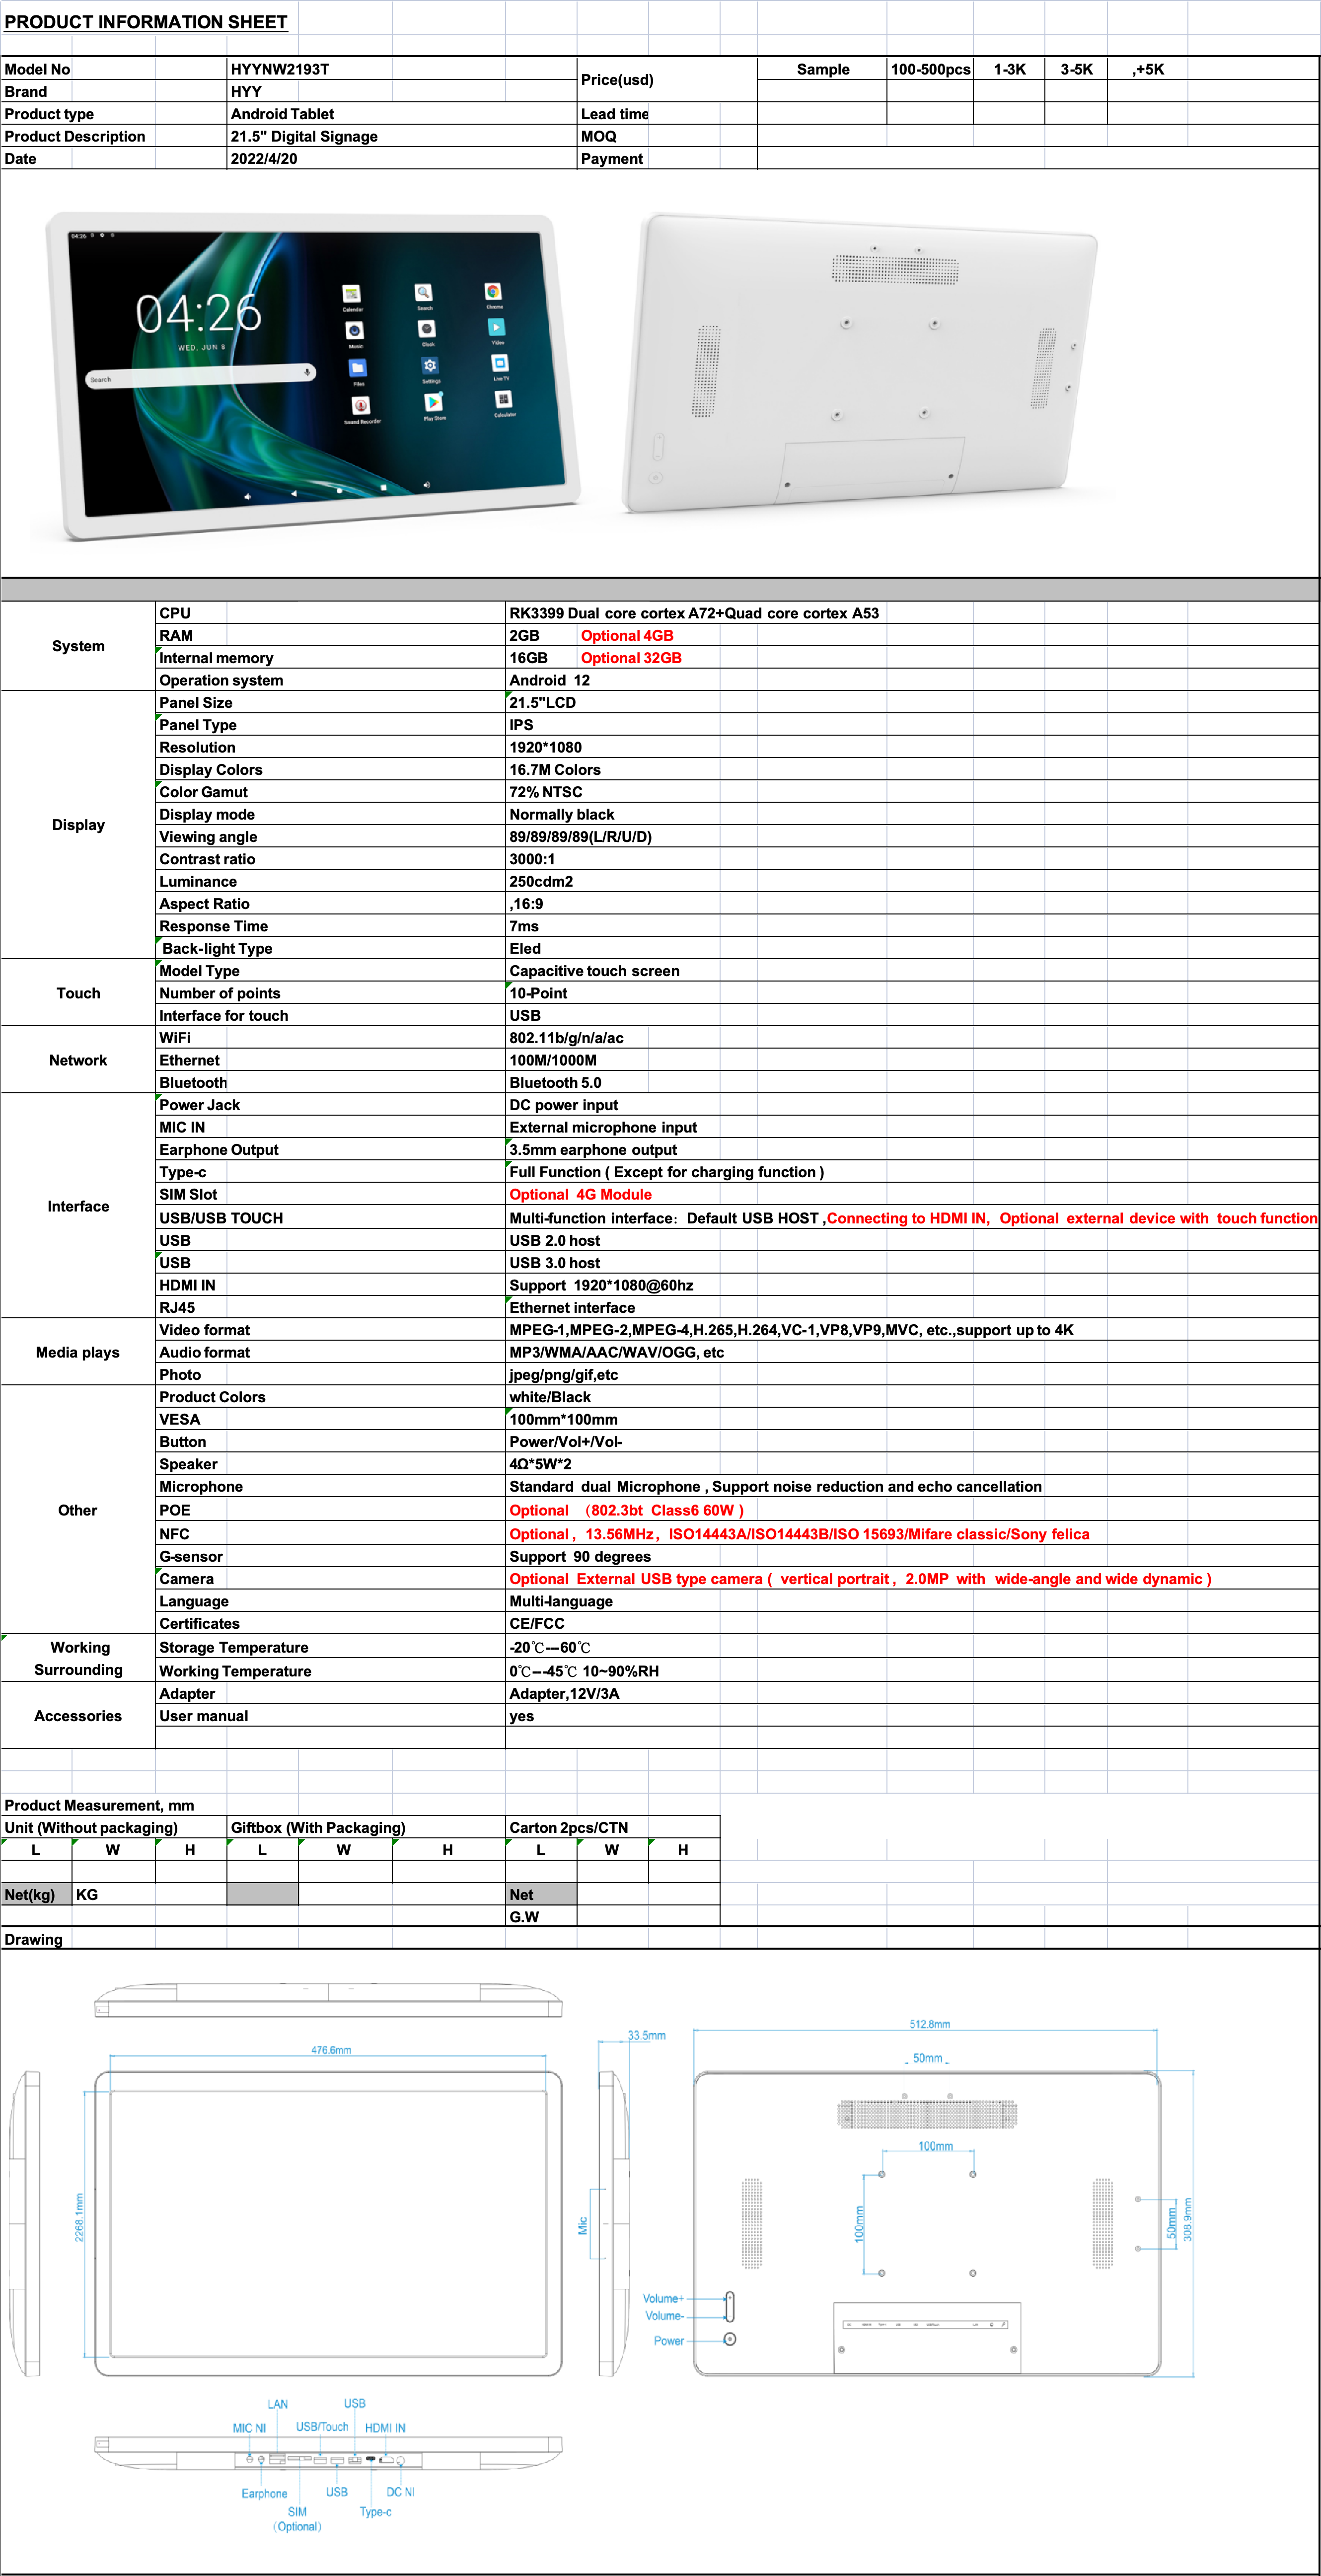 PRODUCT INFORMATION SHEET
Model No HYYNW2193T Price(usd) Sample 100-500pcs 1-3K 3-5K ,+5K
Brand HYY
Product type Android Tablet Lead time
Product Description 21.5" Digital Signage MOQ
Date 2022/4/20 Payment
04:26
04:26
WED, JUN 8
Search
Calendar Search Chrome
Music Clock Video
Files Settings Live TV
Sound Recorder Play Store Calculator
System
CPU RK3399 Dual core cortex A72+Quad core cortex A53
RAM 2GB Optional 4GB
Internal memory 16GB Optional 32GB
Operation system Android 12
Display
Panel Size 21.5"LCD
Panel Type IPS
Resolution 1920*1080
Display Colors 16.7M Colors
Color Gamut 72% NTSC
Display mode Normally black
Viewing angle 89/89/89/89(L/R/U/D)
Contrast ratio 3000:1
Luminance 250cdm2
Aspect Ratio ,16:9
Response Time 7ms
Back-light Type Eled
Touch
Model Type Capacitive touch screen
Number of points 10-Point
Interface for touch USB
Network
WiFi 802.11b/g/n/a/ac
Ethernet 100M/1000M
Bluetooth Bluetooth 5.0
Interface
Power Jack DC power input
MIC IN External microphone input
Earphone Output 3.5mm earphone output
Type-c Full Function ( Except for charging function )
SIM Slot Optional 4G Module
USB/USB TOUCH Multi-function interface：Default USB HOST ,Connecting to HDMI IN，Optional external device with touch function
USB USB 2.0 host
USB USB 3.0 host
HDMI IN Support 1920*1080@60hz
RJ45 Ethernet interface
Media plays
Video format MPEG-1,MPEG-2,MPEG-4,H.265,H.264,VC-1,VP8,VP9,MVC, etc.,support up to 4K
Audio format MP3/WMA/AAC/WAV/OGG, etc
Photo jpeg/png/gif,etc
Other
Product Colors white/Black
VESA 100mm*100mm
Button Power/Vol+/Vol-
Speaker 4Ω*5W*2
Microphone Standard dual Microphone , Support noise reduction and echo cancellation
POE Optional （802.3bt Class6 60W )
NFC Optional，13.56MHz，ISO14443A/ISO14443B/ISO 15693/Mifare classic/Sony felica
G-sensor Support 90 degrees
Camera Optional External USB type camera ( vertical portrait，2.0MP with wide-angle and wide dynamic )
Language Multi-language
Certificates CE/FCC
Working Surrounding
Storage Temperature -20℃---60℃
Working Temperature 0℃---45℃ 10~90%RH
Accessories
Adapter Adapter,12V/3A
User manual yes
Product Measurement, mm
Unit (Without packaging) Giftbox (With Packaging) Carton 2pcs/CTN
L W H L W H L W H
Net(kg) KG Net
G.W
Drawing
476.6mm
2268.1mm
33.5mm
Mic
512.8mm
50mm
100mm
100mm
50mm
308.9mm
Volume+
Volume-
Power
LAN USB
MIC NI USB/Touch HDMI IN
Earphone USB DC NI
SIM Type-c
（Optional）